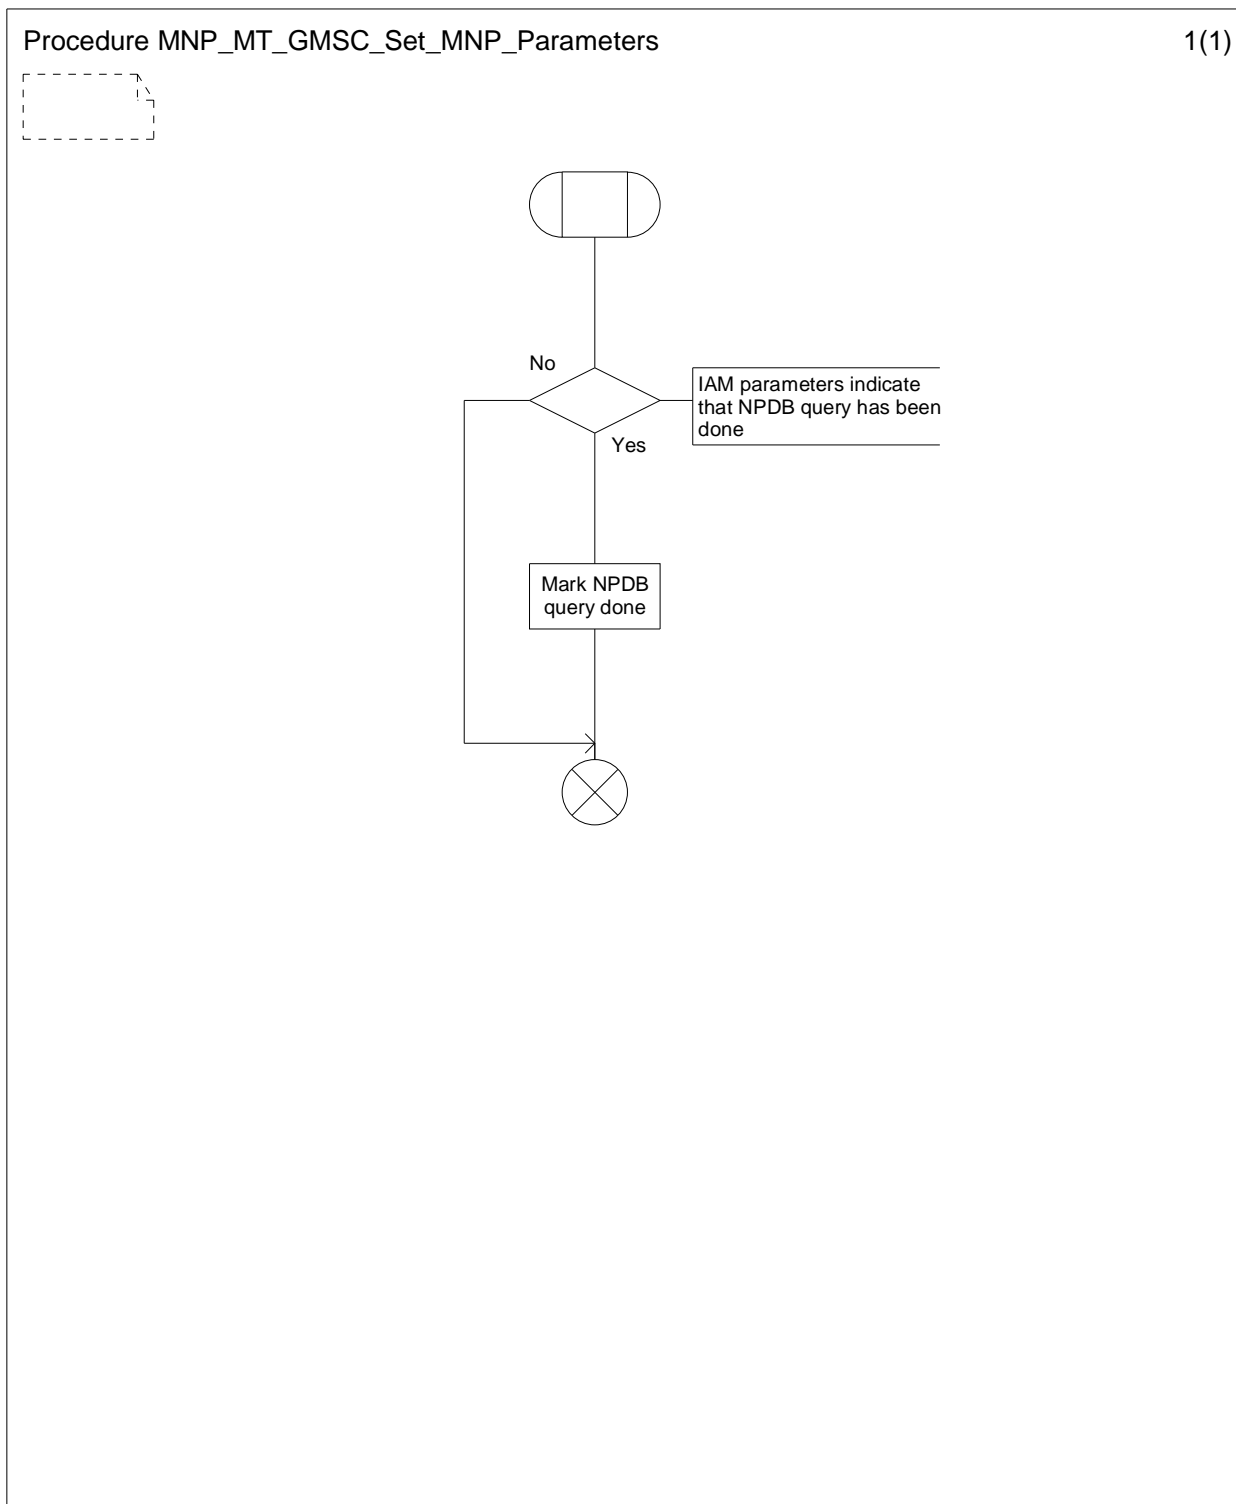 Procedure MNP_MT_GMSC_Set_MNP_Parameters
1(1)
No
IAM parameters indicate
that NPDB query has been
done
Yes
Mark NPDB
query done